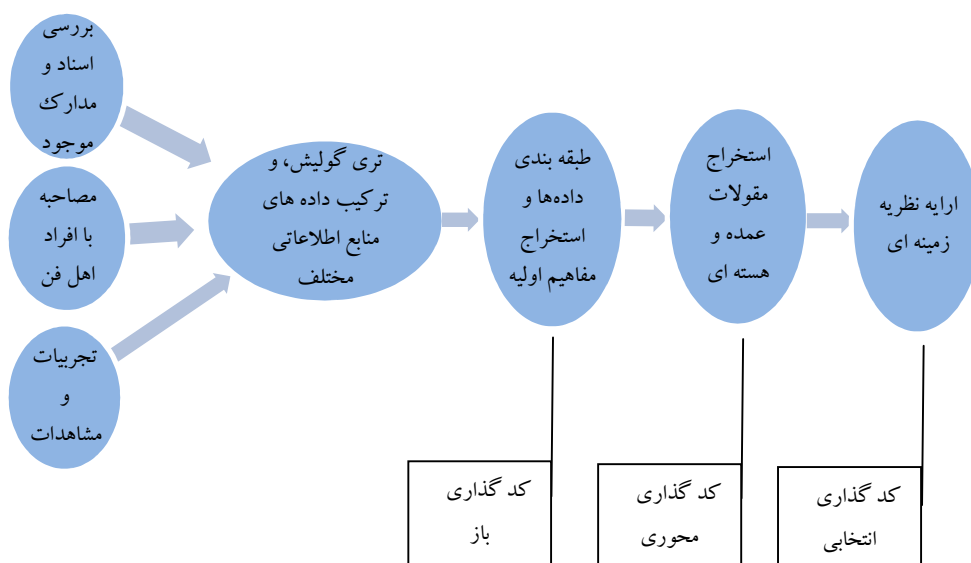 بررسی
اسناد و
مدارک
موجود
مصاحبه
با افراد
اهل فن
تجربیات
و
مشاهدات
تری گولیش، و
ترکیب داده های
منابع اطلاعاتی
مختلف
طبقه بندی
داده‌ها و
استخراج
مفاهیم اولیه
استخراج
مقولات
عمده و
هسته ای
ارایه نظریه
زمینه ای
کد گذاری
باز
کد گذاری
محوری
کد گذاری
انتخابی